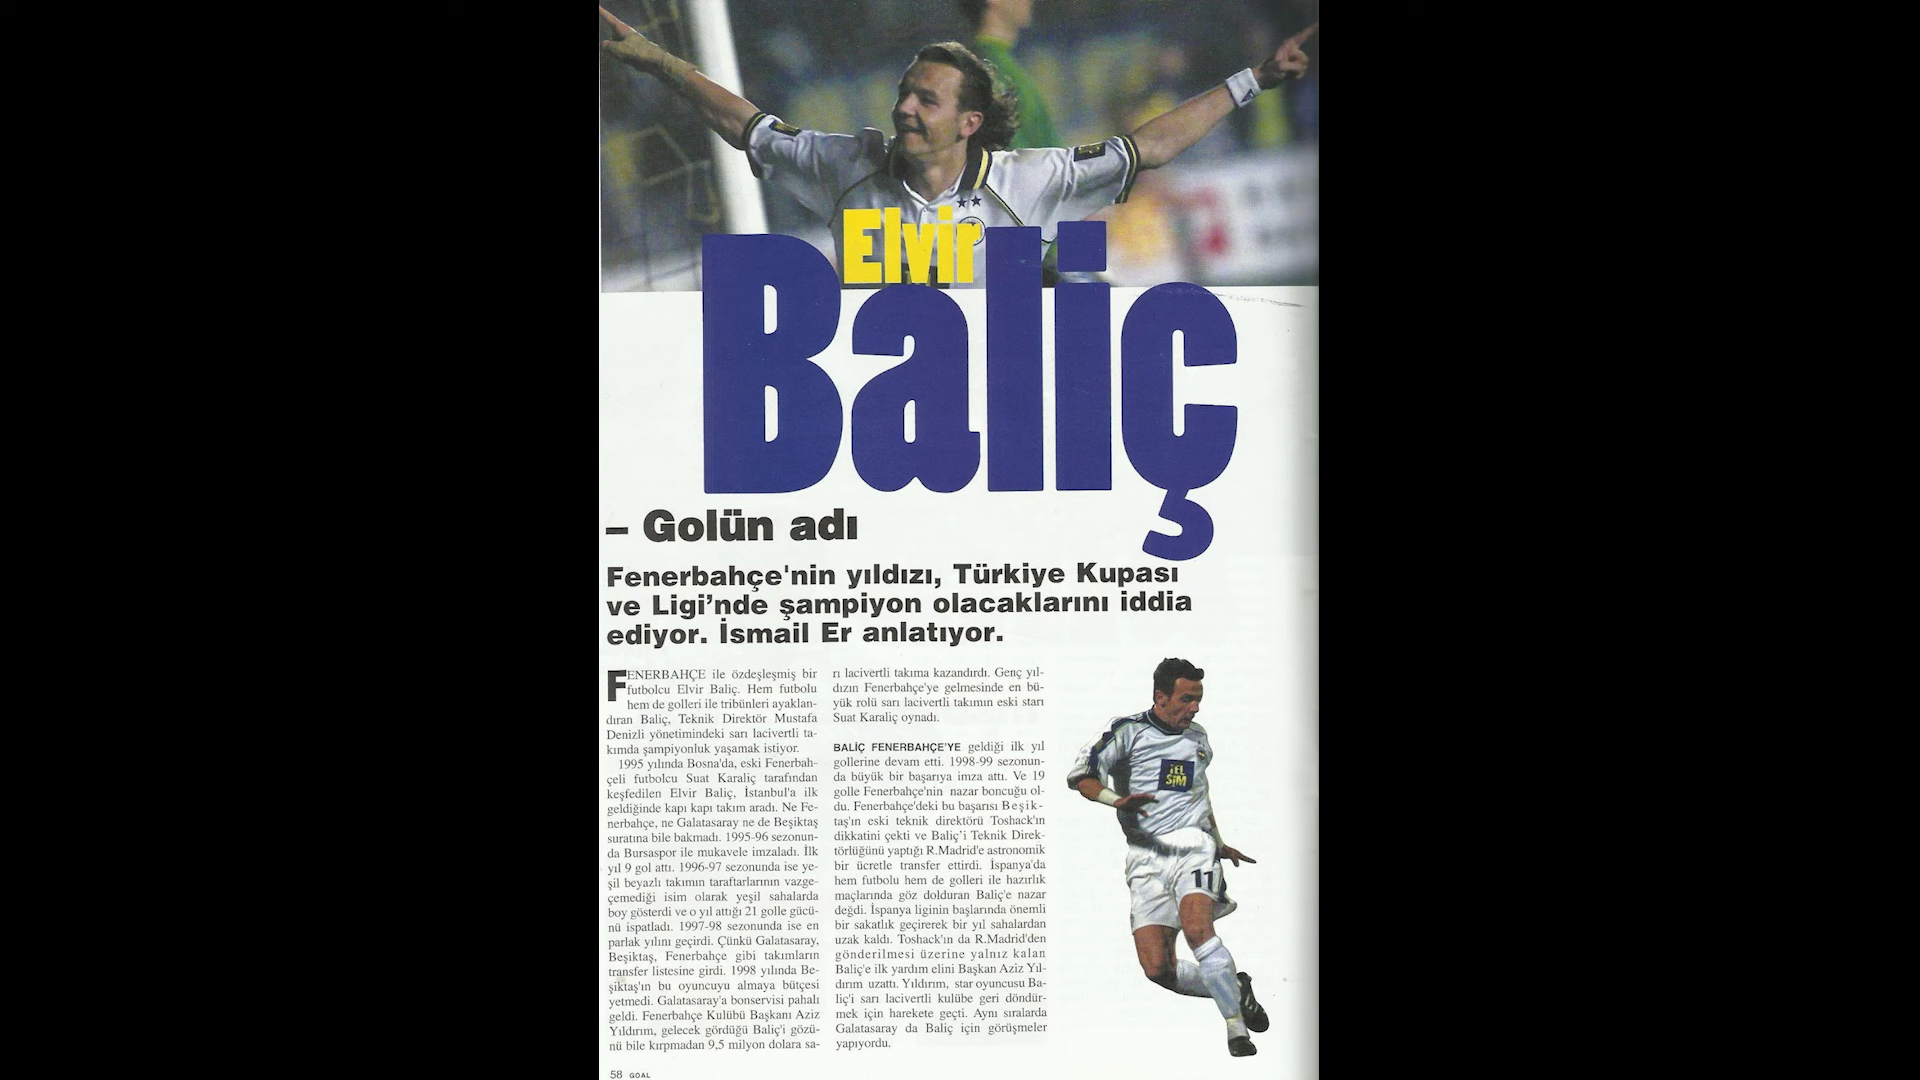 Elvir
Baliç
– Golün adı
Fenerbahçe'nin yıldızı, Türkiye Kupası
ve Ligi'nde şampiyon olacaklarını iddia
ediyor. İsmail Er anlatıyor.
FENERBAHÇE ile özdeşleşmiş bir
futbolcu Elvir Baliç. Hem futbolu
hem de golleri ile tribünleri ayaklan-
dıran Baliç, Teknik Direktör Mustafa
Denizli yönetimindeki sarı lacivertli ta-
kımda şampiyonluk yaşamak istiyor.
1995 yılında Bosna'da, eski Fenerbah-
çeli futbolcu Suat Karaliç tarafından
keşfedilen Elvir Baliç, İstanbul'a ilk
geldiğinde kapı kapı takım aradı. Ne Fe-
nerbahçe, ne Galatasaray ne de Beşiktaş
suratına bile bakmadı. 1995-96 sezonun-
da Bursaspor ile mukavele imzaladı. İlk
yıl 9 gol attı. 1996-97 sezonunda ise ye-
şil beyazlı takımın taraftarlarının vazge-
çemediği isim olarak yeşil sahalarda
boy gösterdi ve o yıl attığı 21 golle gücü-
nü ispatladı. 1997-98 sezonunda ise en
parlak yılını geçirdi. Çünkü Galatasaray,
Beşiktaş, Fenerbahçe gibi takımların
transfer listesine girdi. 1998 yılında Be-
şiktaş'ın bu oyuncuyu almaya bütçesi
yetmedi. Galatasaray'a bonservisi pahalı
geldi. Fenerbahçe Kulübü Başkanı Aziz
Yıldırım, gelecek gördüğü Baliç'i gözü-
nü bile kırpmadan 9,5 milyon dolara sa-
rı lacivertli takıma kazandırdı. Genç yıl-
dızın Fenerbahçe'ye gelmesinde en bü-
yük rolü sarı lacivertli takımın eski starı
Suat Karaliç oynadı.
BALİÇ FENERBAHÇE'YE geldiği ilk yıl
gollerine devam etti. 1998-99 sezonun-
da büyük bir başarıya imza attı. Ve 19
golle Fenerbahçe'nin nazar boncuğu ol-
du. Fenerbahçe'deki bu başarısı Beşik-
taş'ın eski teknik direktörü Toshack'ın
dikkatini çekti ve Baliç'i Teknik Direk-
törlüğünü yaptığı R.Madrid'e astronomik
bir ücretle transfer ettirdi. İspanya'da
hem futbolu hem de golleri ile hazırlık
maçlarında göz dolduran Baliç'e nazar
değdi. İspanya liginin başlarında önemli
bir sakatlık geçirerek bir yıl sahalardan
uzak kaldı. Toshack'ın da R.Madrid'den
gönderilmesi üzerine yalnız kalan
Baliç'e ilk yardım elini Başkan Aziz Yıl-
dırım uzattı. Yıldırım, star oyuncusu Ba-
liç'i sarı lacivertli kulübe geri döndür-
mek için harekete geçti. Aynı sıralarda
Galatasaray da Baliç için görüşmeler
yapıyordu.
TEL
SİM
11
58 GOAL